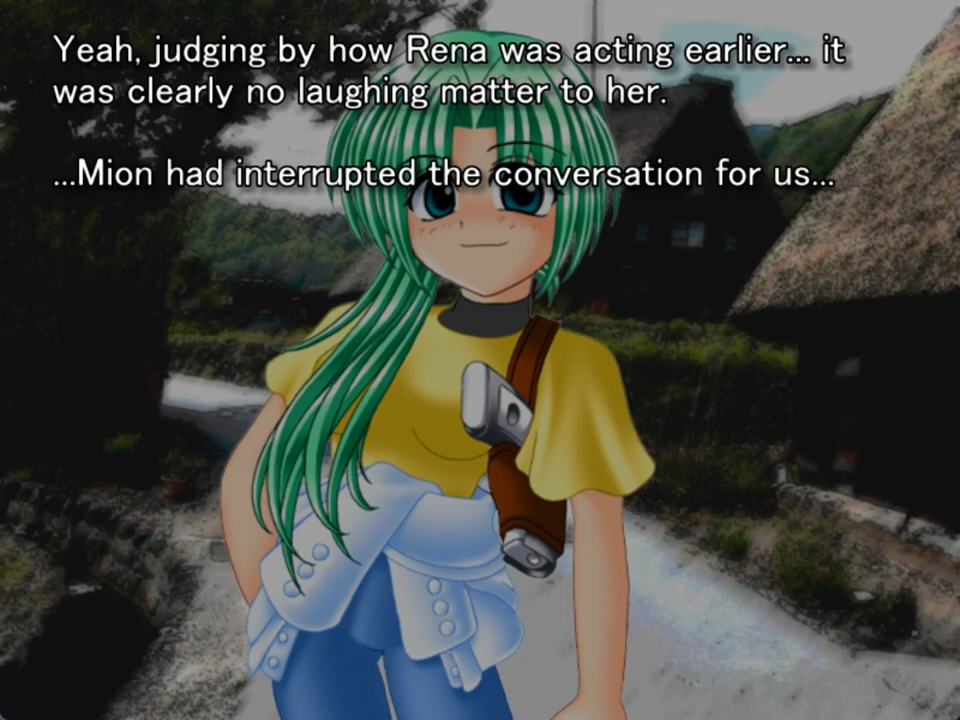 Yeah, judging by how Rena was acting earlier... it
was clearly no laughing matter to her.
...Mion had interrupted the conversation for us...